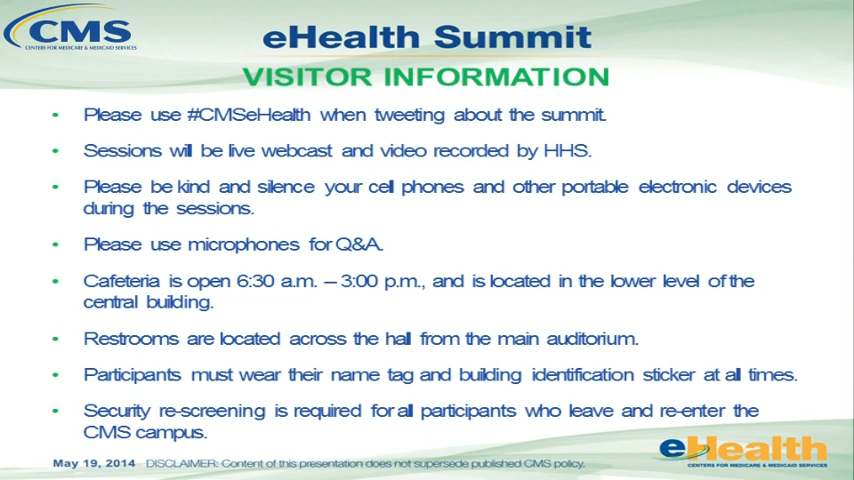 CMS
CENTERS FOR MEDICARE & MEDICAID SERVICES
eHealth Summit
VISITOR INFORMATION
• Please use #CMSeHealth when tweeting about the summit.
• Sessions will be live webcast and video recorded by HHS.
• Please be kind and silence your cell phones and other portable electronic devices
during the sessions.
• Please use microphones for Q&A.
• Cafeteria is open 6:30 a.m. – 3:00 p.m., and is located in the lower level of the
central building.
• Restrooms are located across the hall from the main auditorium.
• Participants must wear their name tag and building identification sticker at all times.
• Security re-screening is required for all participants who leave and re-enter the
CMS campus.
eHealth
CENTERS FOR MEDICARE & MEDICAID SERVICES
May 19, 2014 DISCLAIMER: Content of this presentation does not supersede published CMS policy.